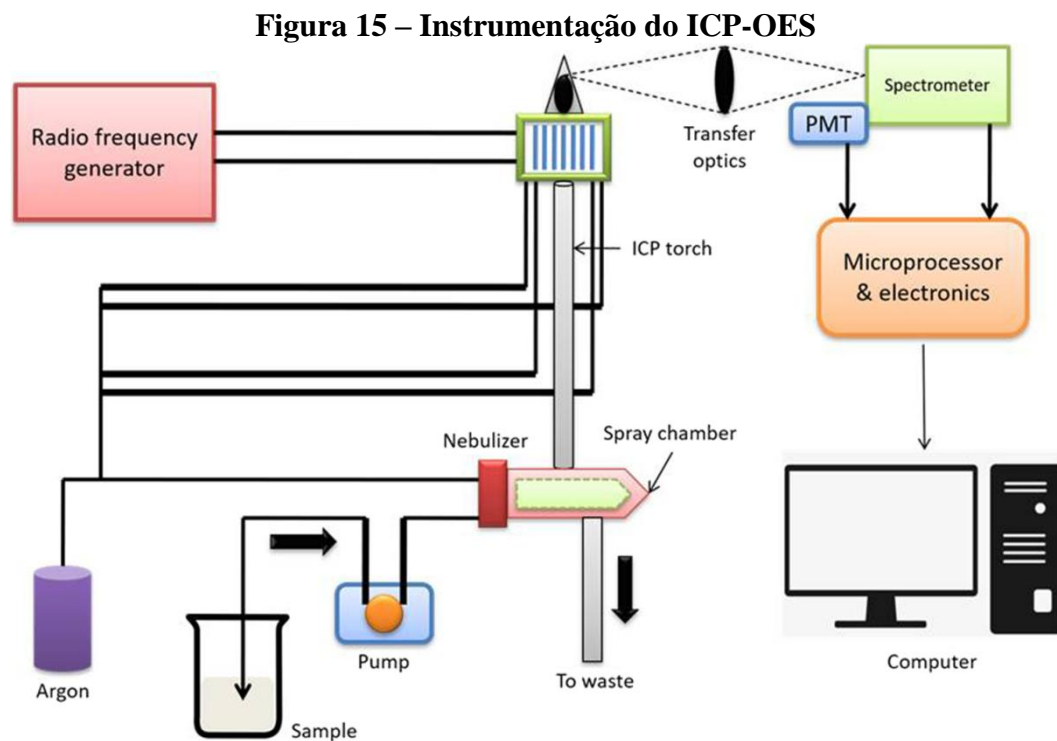 Figura 15 – Instrumentação do ICP-OES
Radio frequency
generator
Transfer
optics
Spectrometer
PMT
ICP torch
Microprocessor
& electronics
Nebulizer
Spray chamber
Argon
Sample
Pump
To waste
Computer